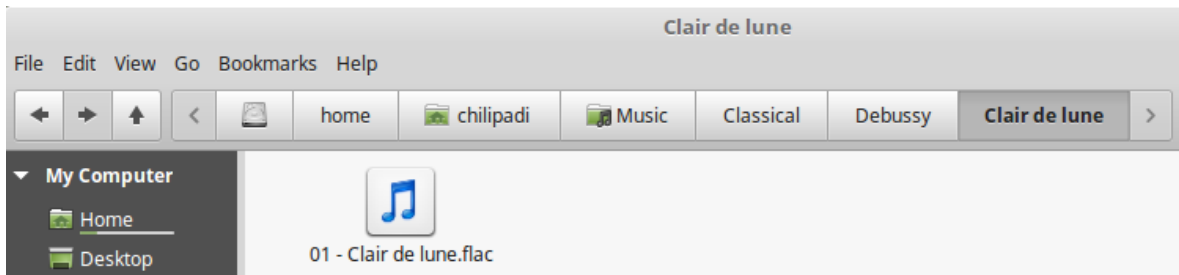 Clair de lune
File Edit View Go Bookmarks Help
home chilipadi Music Classical Debussy Clair de lune
My Computer
Home
Desktop
01 - Clair de lune.flac